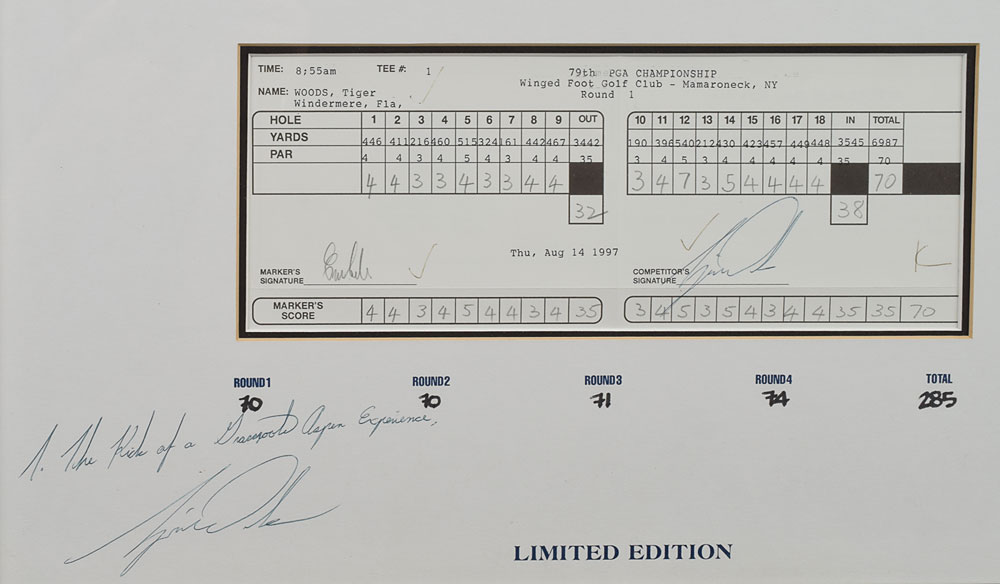 TIME: 8;55am TEE #: 1
79th PGA CHAMPIONSHIP
Winged Foot Golf Club - Mamaroneck, NY
Round 1
NAME: WOODS, Tiger
Windermere, Fla,
HOLE 1 2 3 4 5 6 7 8 9 OUT 10 11 12 13 14 15 16 17 18 IN TOTAL
YARDS 446 411 216 460 515 324 161 442 467 3442 190 396 540 212 430 423 457 449 448 3545 6987
PAR 4 4 3 4 5 4 3 4 4 35 3 4 5 3 4 4 4 4 4 35 70
4 4 3 3 4 3 3 4 4 3 4 7 3 5 4 4 4 4 70
32 38
Thu, Aug 14 1997
MARKER'S
SIGNATURE
COMPETITOR'S
SIGNATURE
K
MARKER'S
SCORE 4 4 3 4 5 4 4 3 4 35 3 4 5 3 5 4 3 4 4 35 35 70
ROUND1 ROUND2 ROUND3 ROUND4 TOTAL
70 70 71 74 285
The Kids of a Grassroots Aspen Experience,
Tiger Woods
LIMITED EDITION